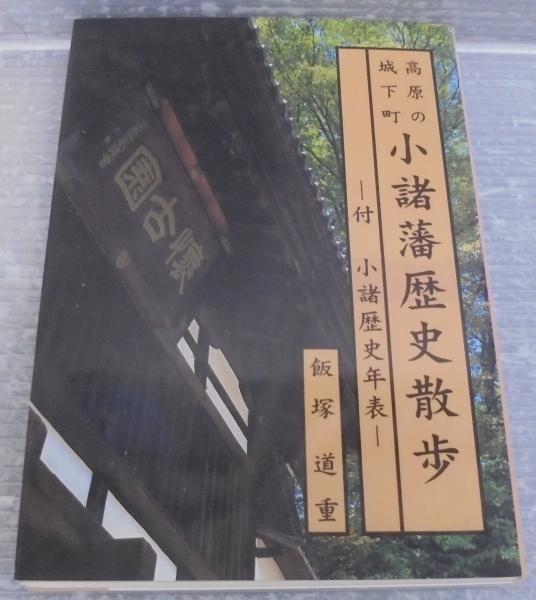 高原の
城下町
小諸藩歴史散歩
―付 小諸歴史年表―
飯塚道重
懐古園